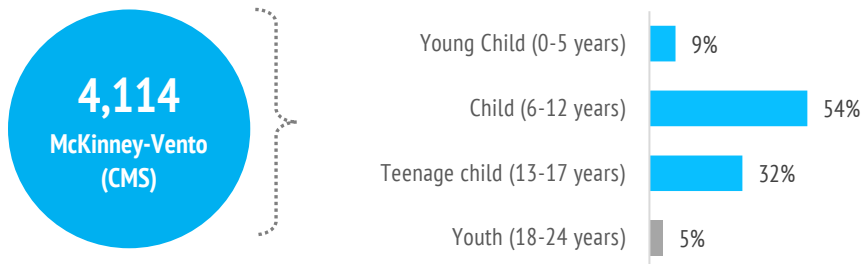 4,114
McKinney-Vento
(CMS)
Young Child (0-5 years) 9%
Child (6-12 years) 54%
Teenage child (13-17 years) 32%
Youth (18-24 years) 5%